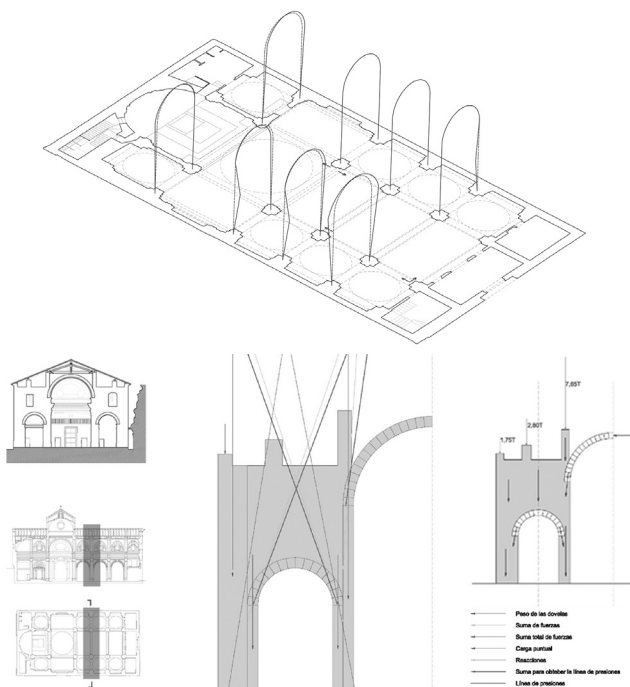 7,65T
2,80T
1,75T
Peso de las dovelas
Suma de fuerzas
Suma total de fuerzas
Carga puntual
Reacciones
Suma para obtener la línea de presiones
Línea de presiones